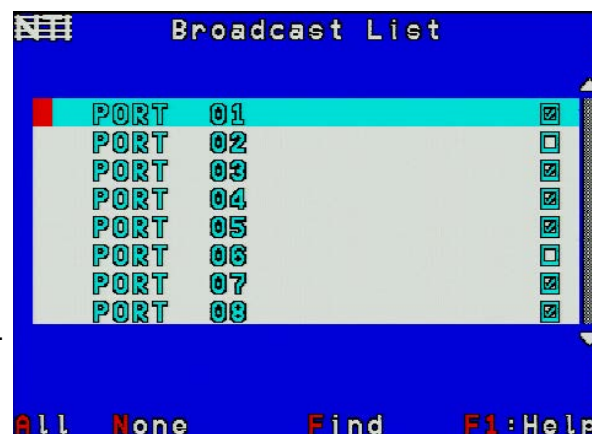 NTI Broadcast List
PORT 01
PORT 02
PORT 03
PORT 04
PORT 05
PORT 06
PORT 07
PORT 08
All None Find F1:Help